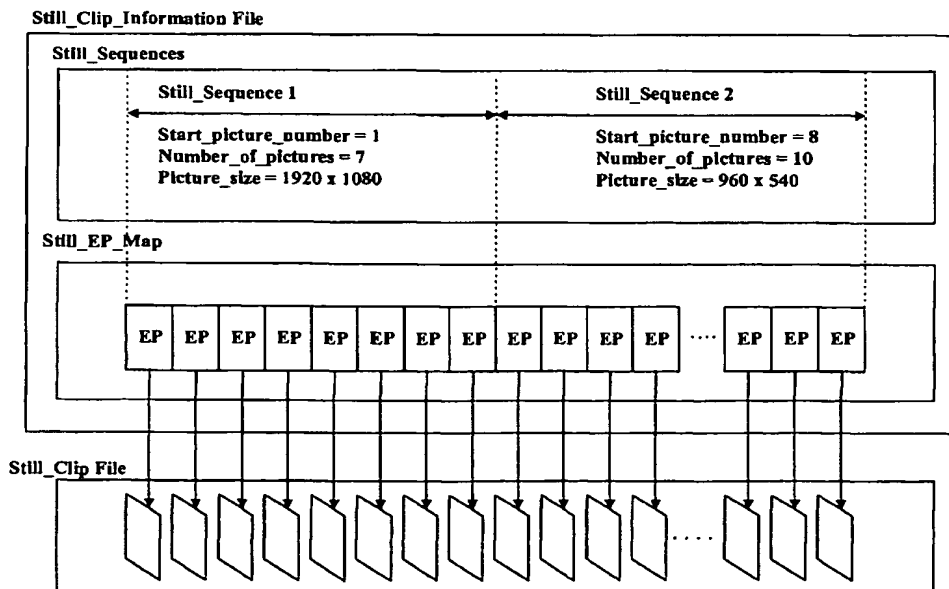 Still_Clip_Information File
Still_Sequences
Still_Sequence 1
Start_picture_number = 1
Number_of_pictures = 7
Picture_size = 1920 x 1080
Still_Sequence 2
Start_picture_number = 8
Number_of_pictures = 10
Picture_size = 960 x 540
Still_EP_Map
EP EP EP EP EP EP EP EP EP EP EP EP ···· EP EP EP
Still_Clip File
·····